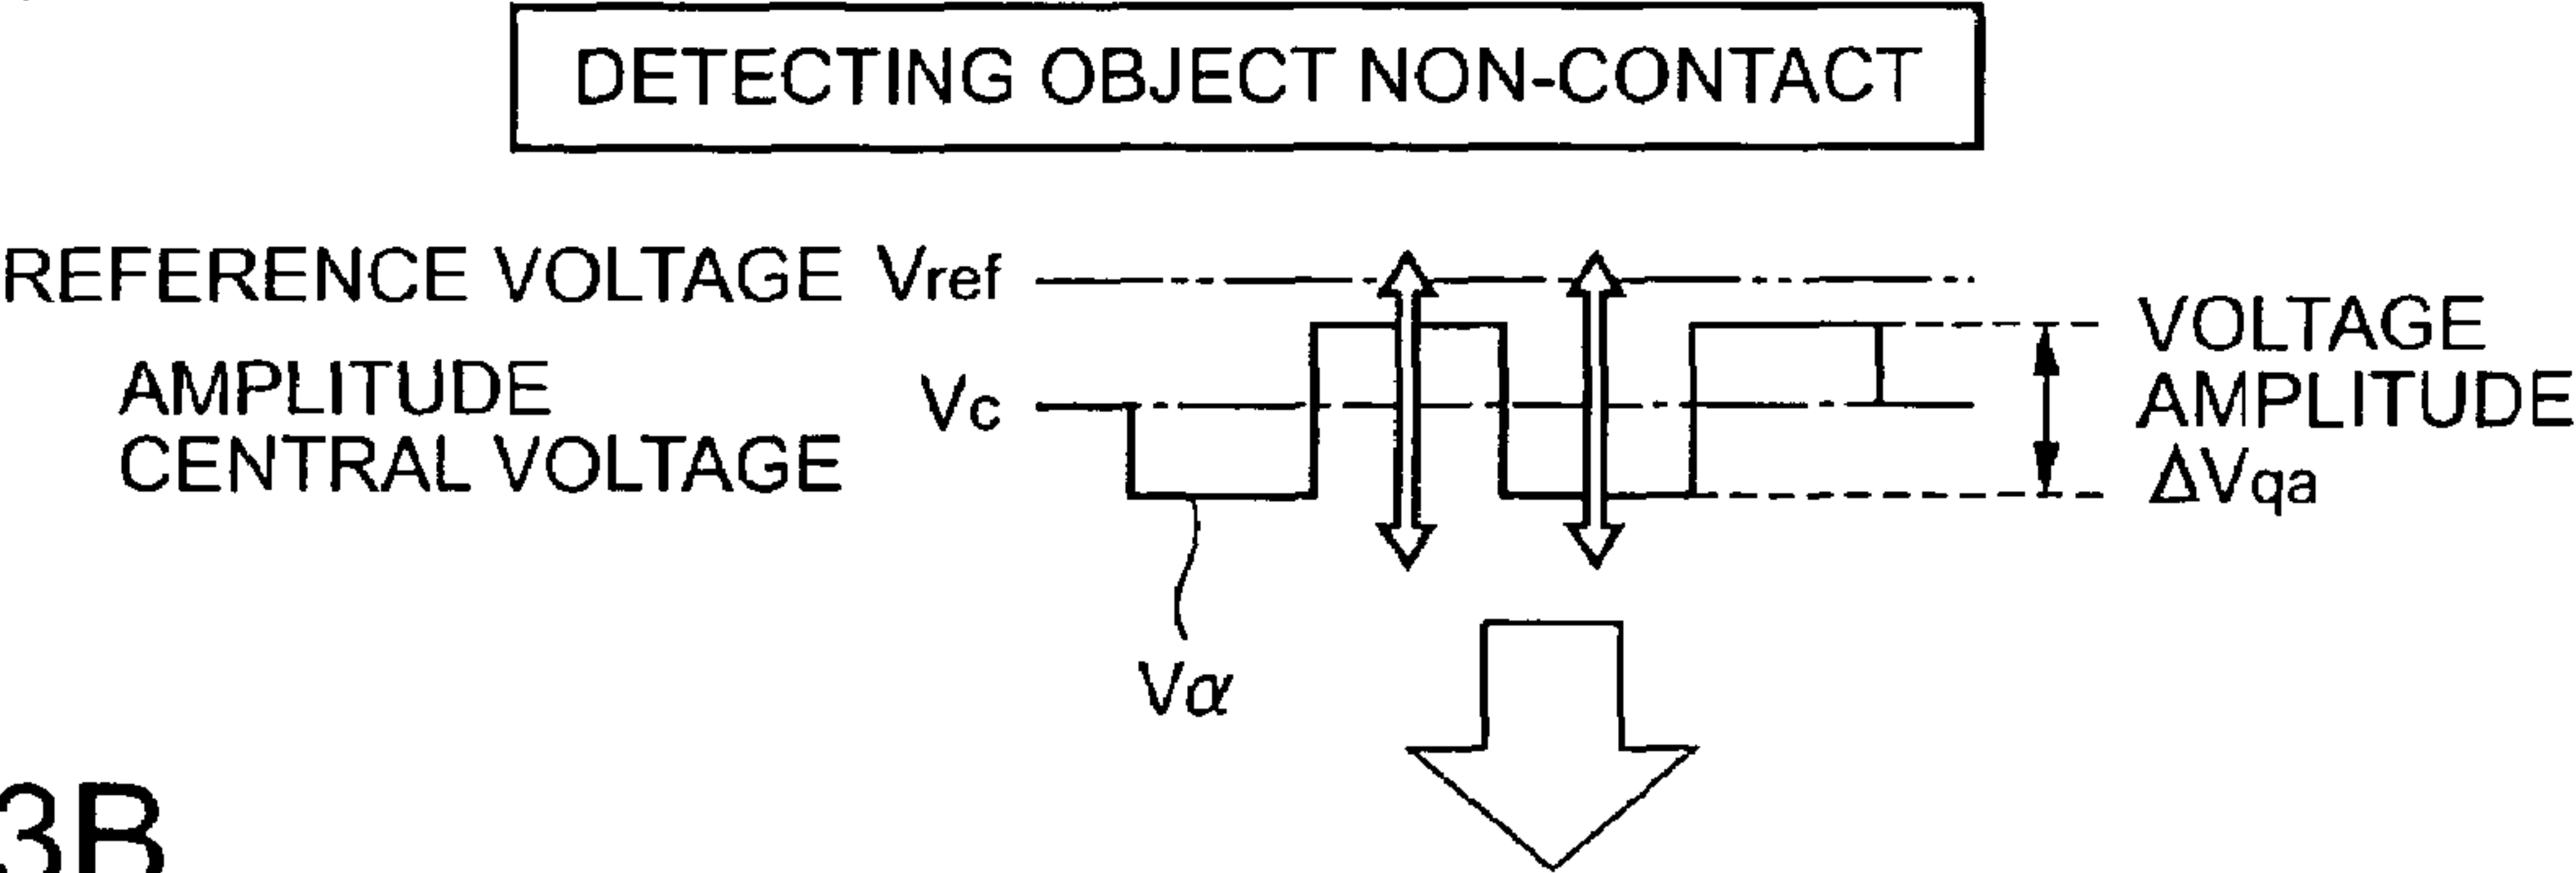 DETECTING OBJECT NON-CONTACT
REFERENCE VOLTAGE Vref
AMPLITUDE
CENTRAL VOLTAGE
Vc
VOLTAGE
AMPLITUDE
ΔVqa
Vα
3B